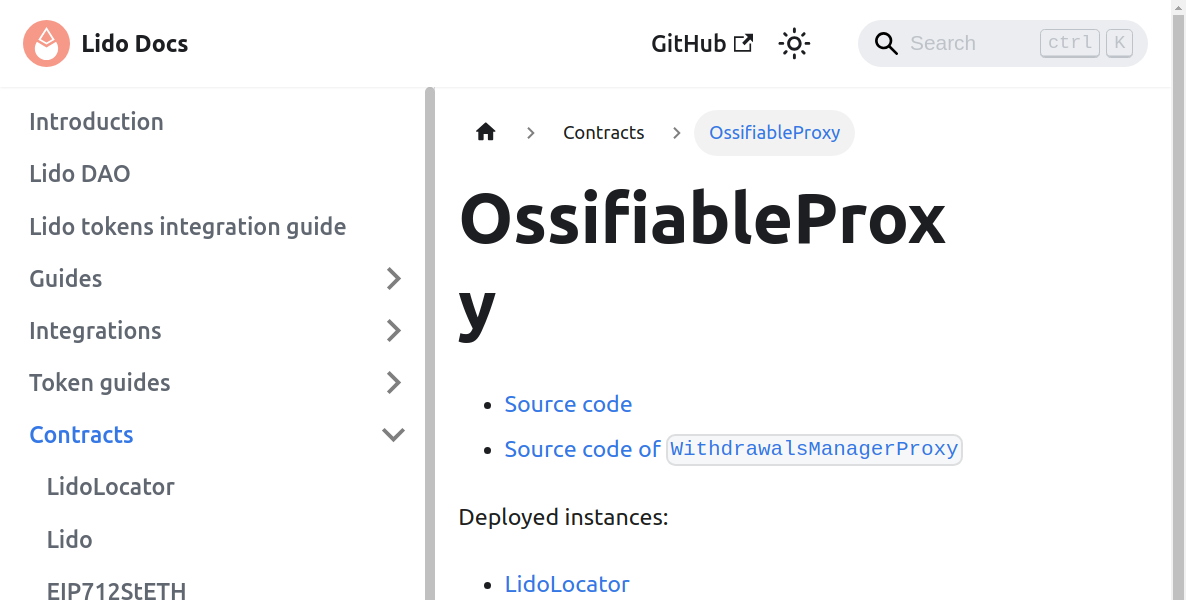 Lido Docs
GitHub
Search
ctrl K
Introduction
Lido DAO
Lido tokens integration guide
Guides
Integrations
Token guides
Contracts
LidoLocator
Lido
EIP712StETH
Contracts
OssifiableProxy
OssifiableProx
y
Source code
Source code of WithdrawalsManagerProxy
Deployed instances:
LidoLocator